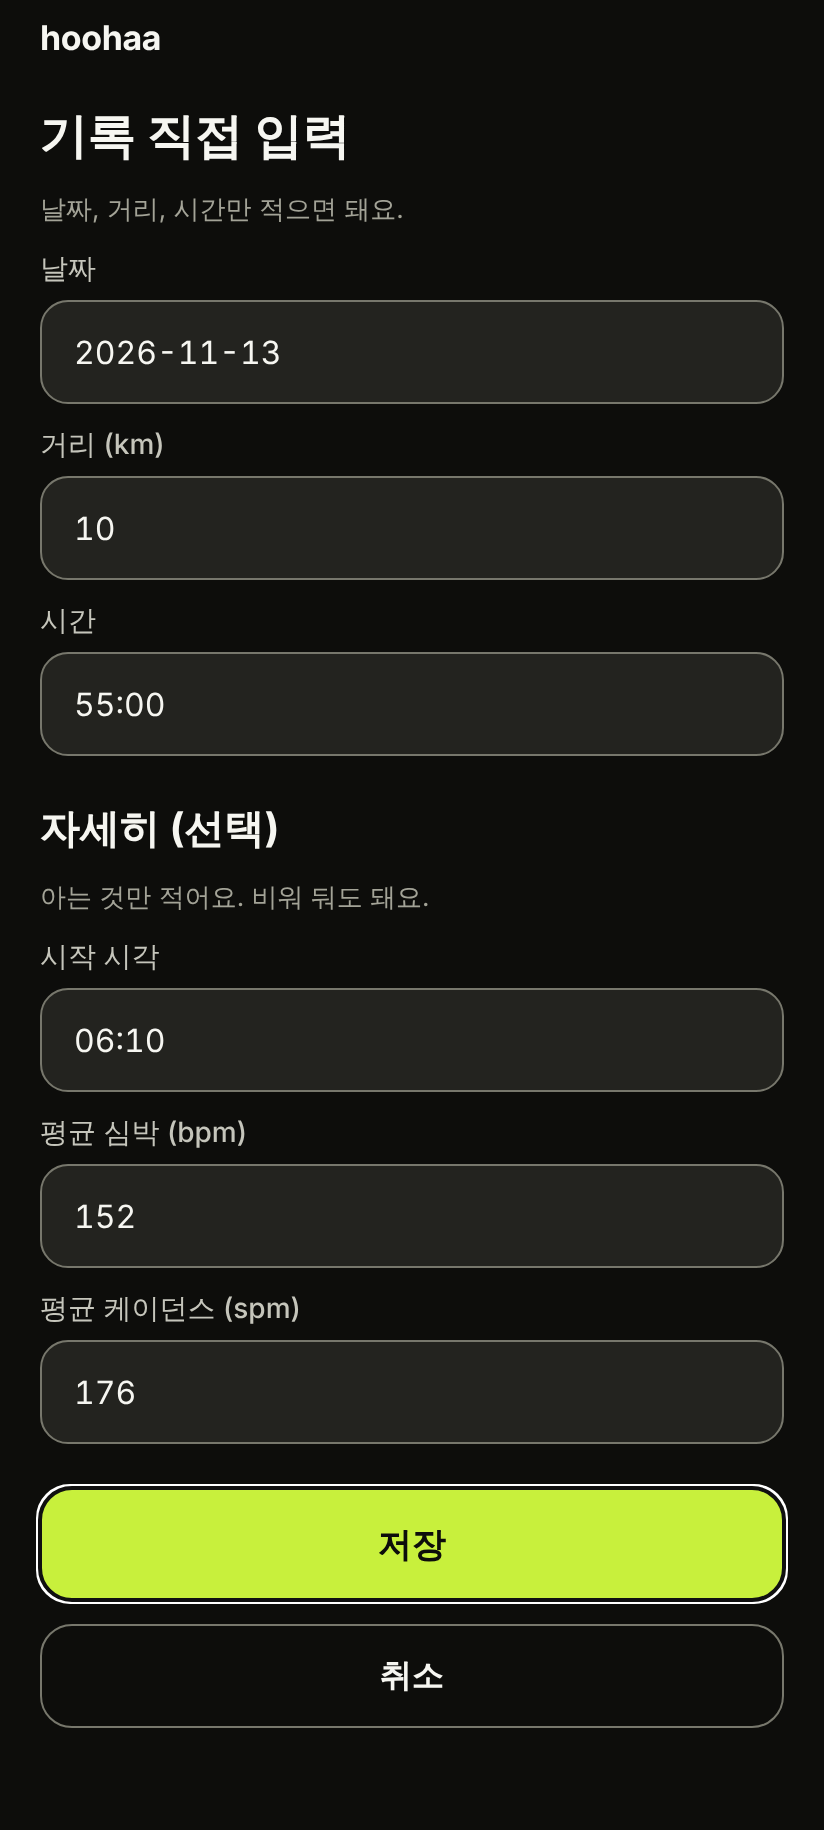 hoohaa
기록 직접 입력
날짜, 거리, 시간만 적으면 돼요.
날짜
2026-11-13
거리 (km)
10
시간
55:00
자세히 (선택)
아는 것만 적어요. 비워 둬도 돼요.
시작 시각
06:10
평균 심박 (bpm)
152
평균 케이던스 (spm)
176
저장
취소